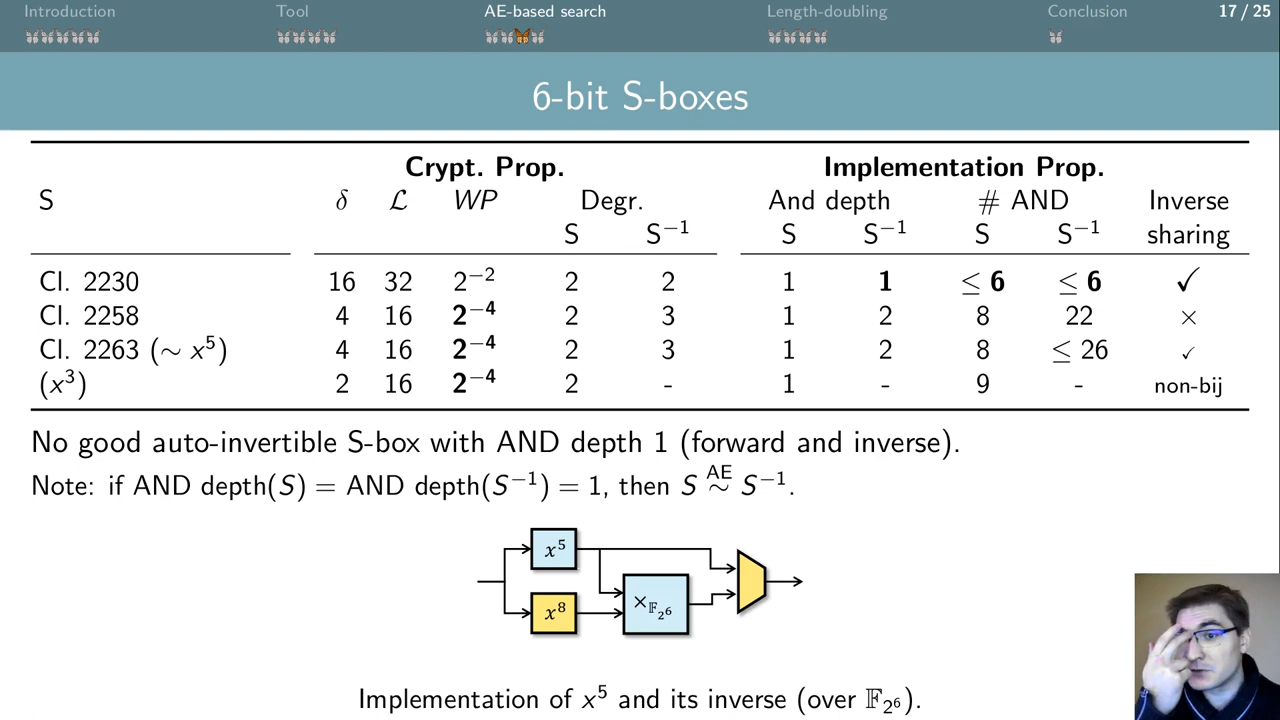 Introduction Tool AE-based search Length-doubling Conclusion 17 / 25
6-bit S-boxes
Crypt. Prop. Implementation Prop.
S δ ℒ WP Degr. And depth # AND Inverse
S S⁻¹ S S⁻¹ S S⁻¹ sharing
Cl. 2230 16 32 2⁻² 2 2 1 1 ≤ 6 ≤ 6 ✓
Cl. 2258 4 16 2⁻⁴ 2 3 1 2 8 22 ×
Cl. 2263 (∼ x⁵) 4 16 2⁻⁴ 2 3 1 2 8 ≤ 26 ✓
(x³) 2 16 2⁻⁴ 2 - 1 - 9 - non-bij
No good auto-invertible S-box with AND depth 1 (forward and inverse).
Note: if AND depth(S) = AND depth(S⁻¹) = 1, then S AE∼ S⁻¹.
x⁵
x⁸ ×𝔽₂⁶
Implementation of x⁵ and its inverse (over 𝔽₂⁶).